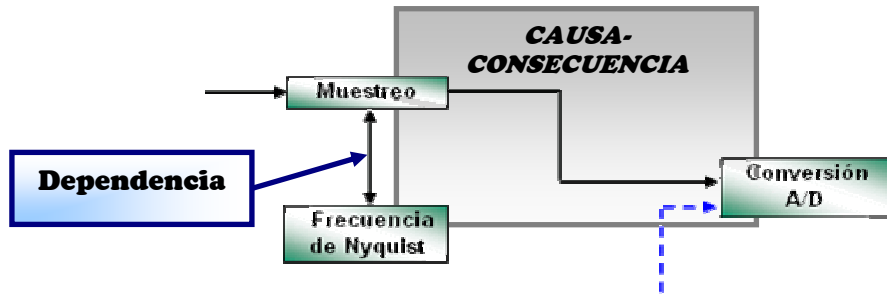 CAUSA-
CONSECUENCIA
Muestreo
Dependencia
Conversión
A/D
Frecuencia
de Nyquist